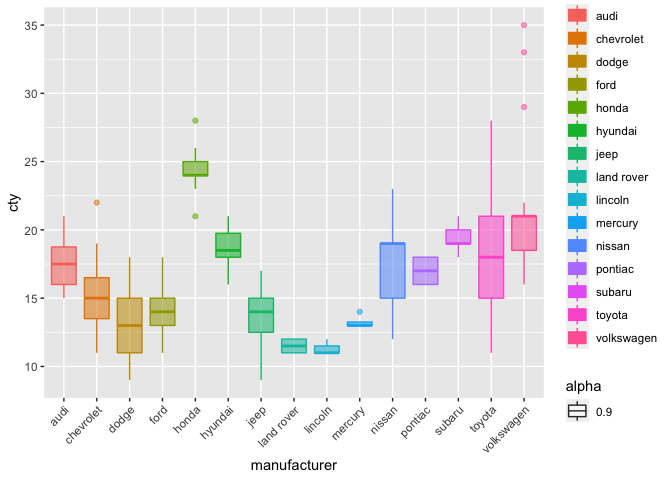 35
30
25
20
15
10
cty
audi
chevrolet
dodge
ford
honda
hyundai
jeep
land rover
lincoln
mercury
nissan
pontiac
subaru
toyota
volkswagen
manufacturer
audi
chevrolet
dodge
ford
honda
hyundai
jeep
land rover
lincoln
mercury
nissan
pontiac
subaru
toyota
volkswagen
alpha
0.9